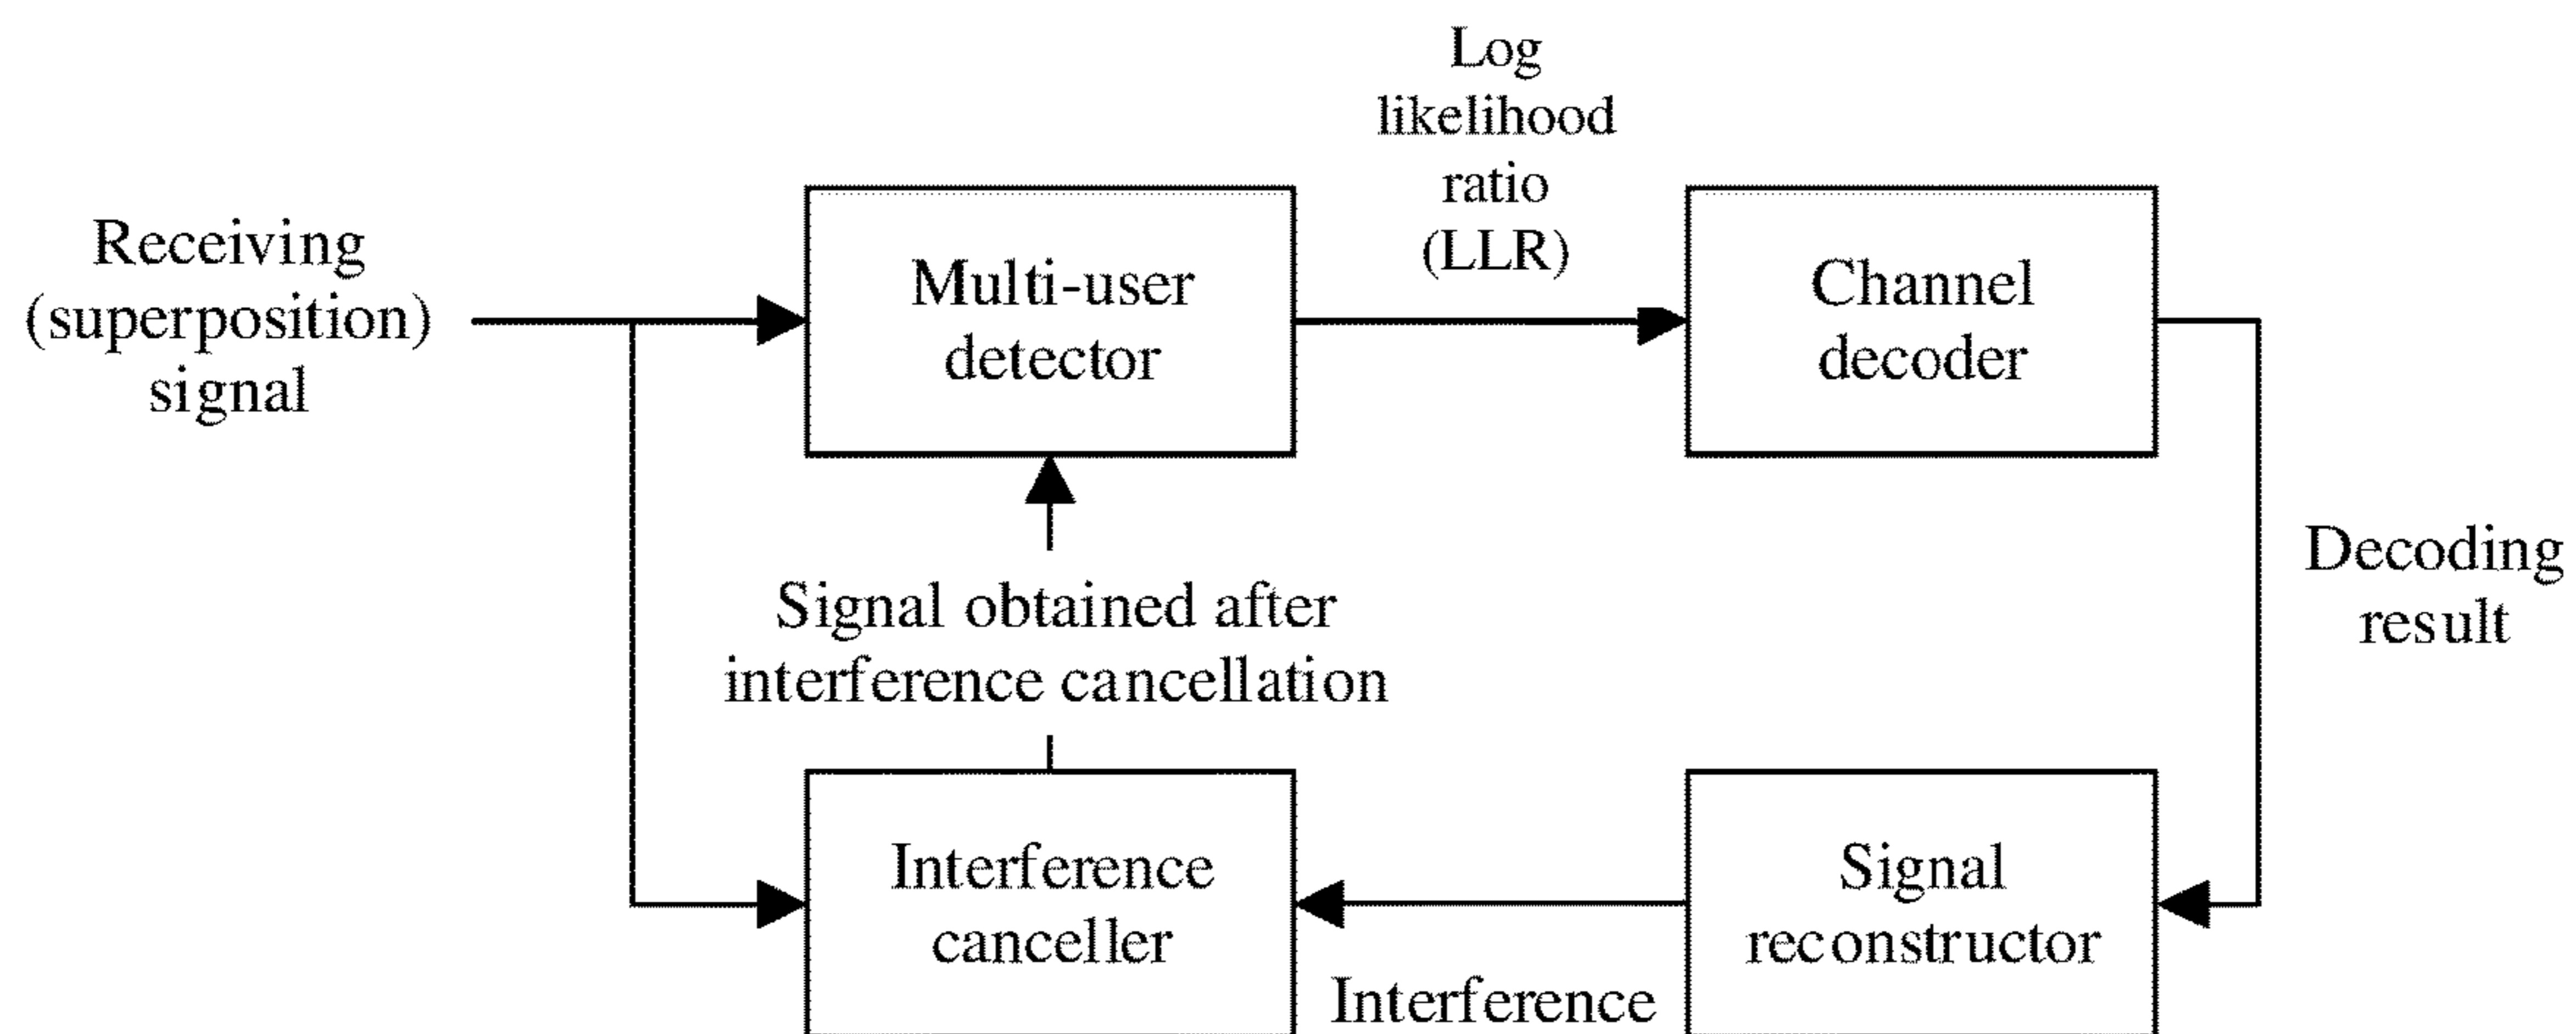 Log
likelihood
ratio
(LLR)
Receiving
(superposition)
signal
Multi-user
detector
Channel
decoder
Decoding
result
Signal obtained after
interference cancellation
Interference
canceller
Signal
reconstructor
Interference